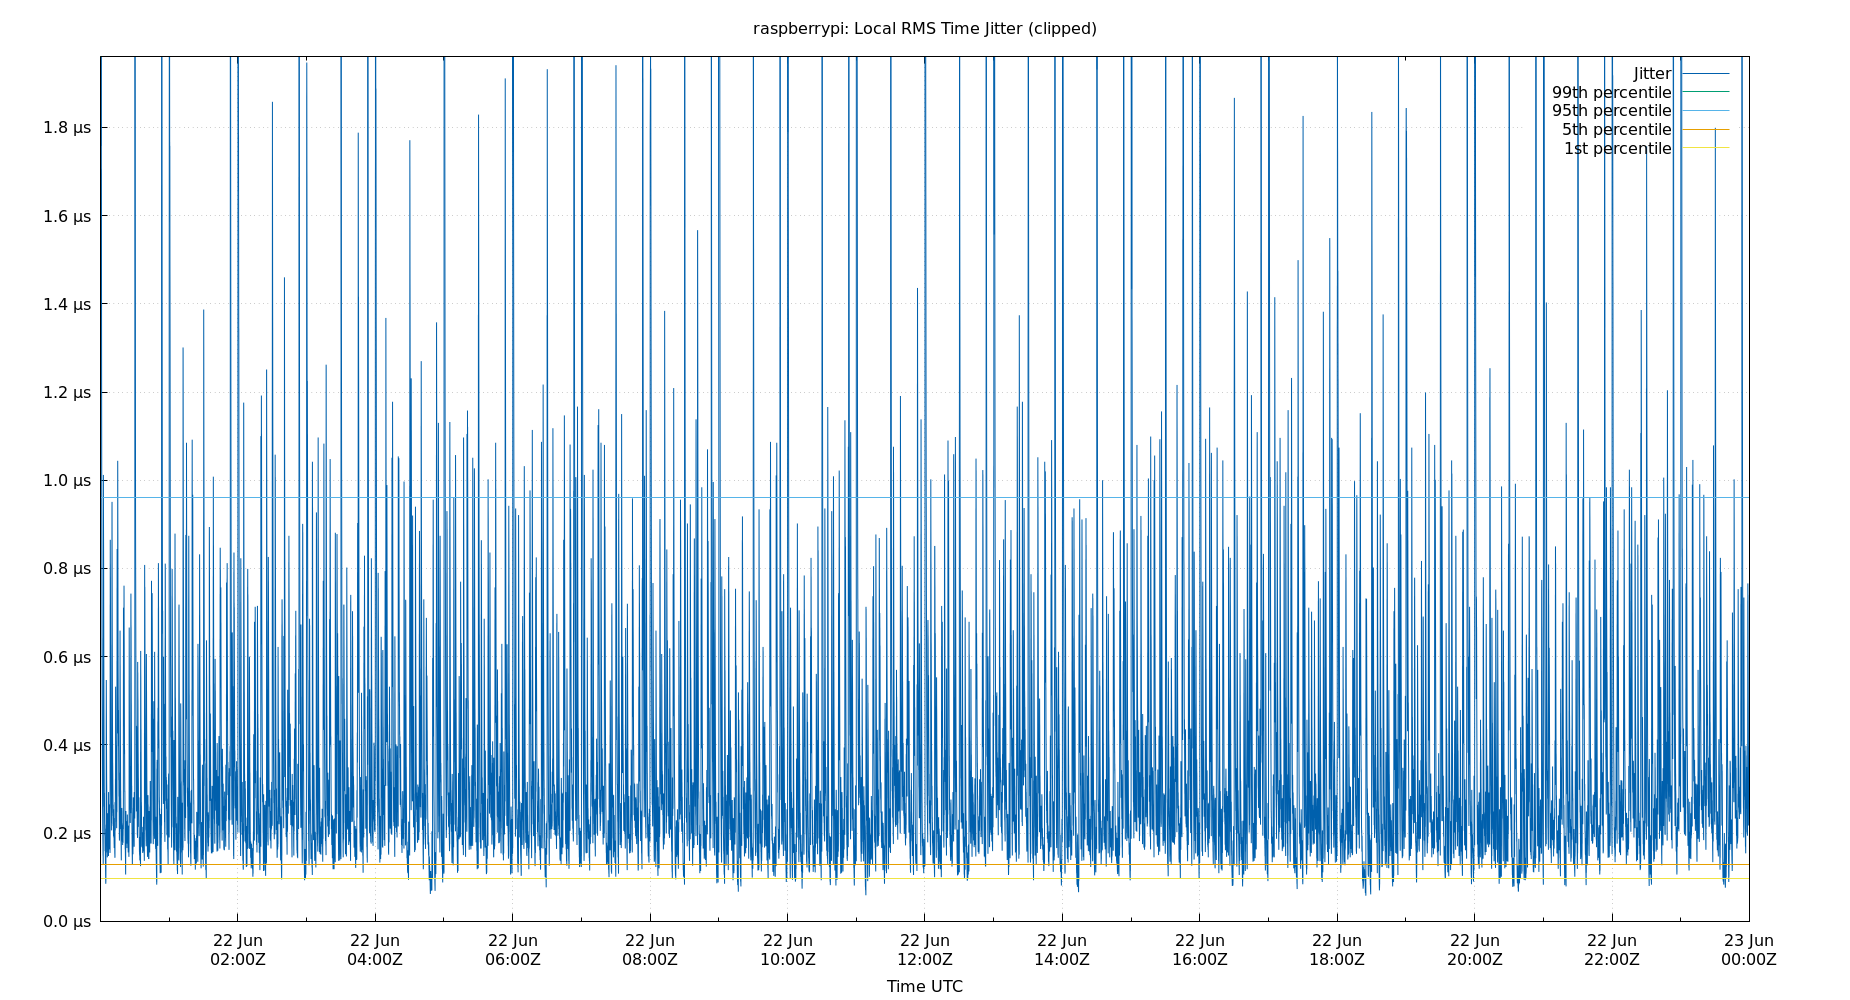 raspberrypi: Local RMS Time Jitter (clipped)
Jitter
99th percentile
95th percentile
5th percentile
1st percentile
1.8 µs
1.6 µs
1.4 µs
1.2 µs
1.0 µs
0.8 µs
0.6 µs
0.4 µs
0.2 µs
0.0 µs
22 Jun 22 Jun 22 Jun 22 Jun 22 Jun 22 Jun 22 Jun 22 Jun 22 Jun 22 Jun 22 Jun 23 Jun
02:00Z 04:00Z 06:00Z 08:00Z 10:00Z 12:00Z 14:00Z 16:00Z 18:00Z 20:00Z 22:00Z 00:00Z
Time UTC